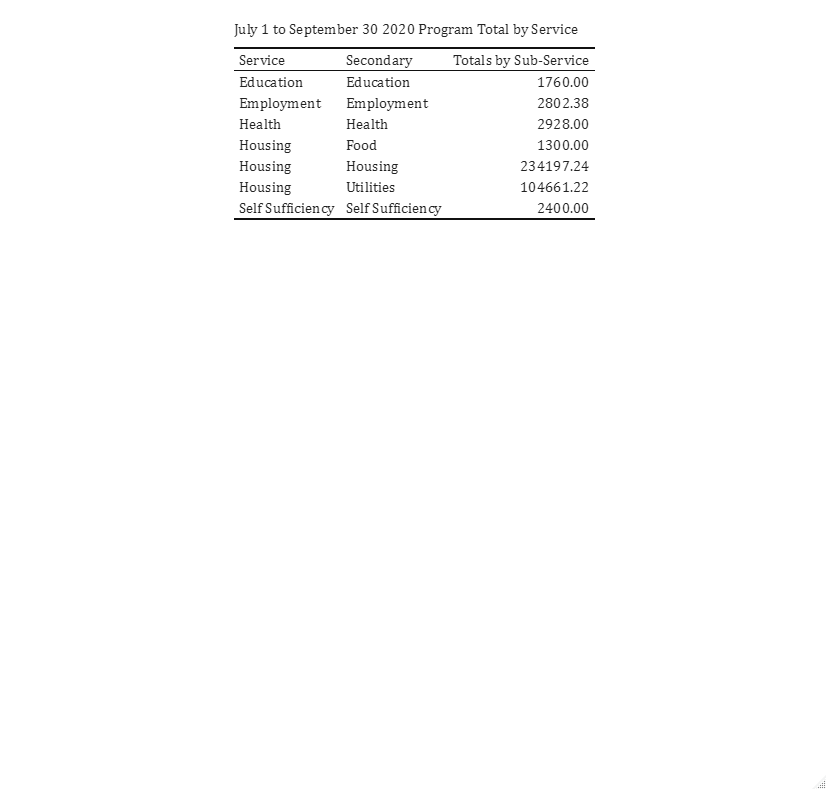 July 1 to September 30 2020 Program Total by Service
Service Secondary Totals by Sub-Service
Education Education 1760.00
Employment Employment 2802.38
Health Health 2928.00
Housing Food 1300.00
Housing Housing 234197.24
Housing Utilities 104661.22
Self Sufficiency Self Sufficiency 2400.00